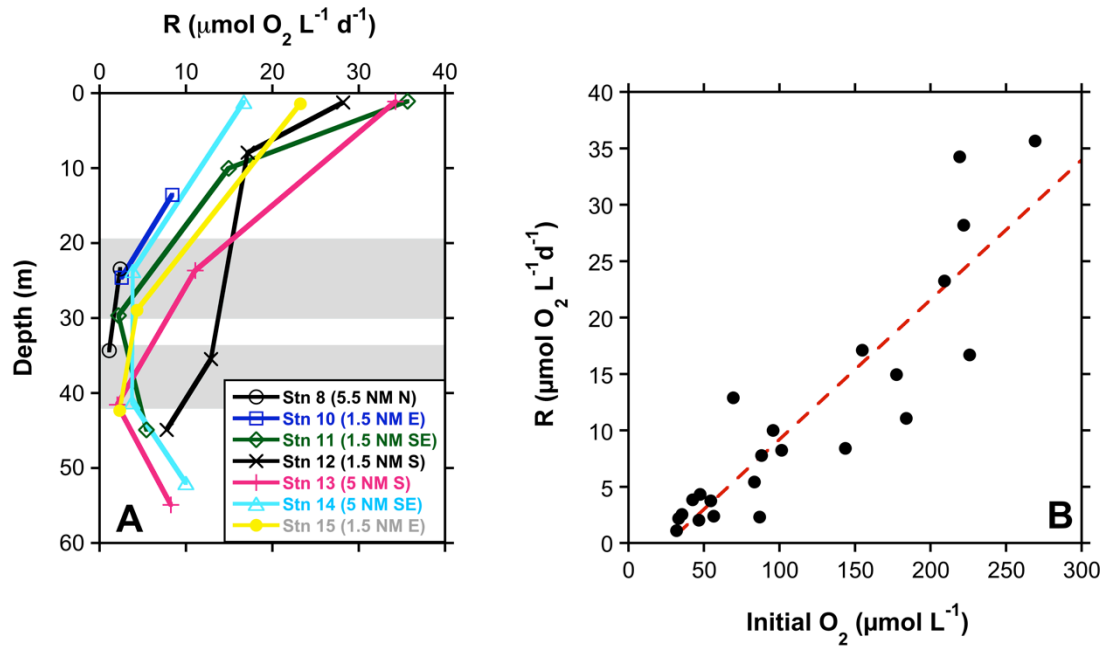 R (μmol O₂ L⁻¹ d⁻¹)
0 10 20 30 40
0
10
20
30
40
50
60
Depth (m)
Stn 8 (5.5 NM N)
Stn 10 (1.5 NM E)
Stn 11 (1.5 NM SE)
Stn 12 (1.5 NM S)
Stn 13 (5 NM S)
Stn 14 (5 NM SE)
Stn 15 (1.5 NM E)
A
R (µmol O₂ L⁻¹d⁻¹)
40
35
30
25
20
15
10
5
0
B
0 50 100 150 200 250 300
Initial O₂ (µmol L⁻¹)